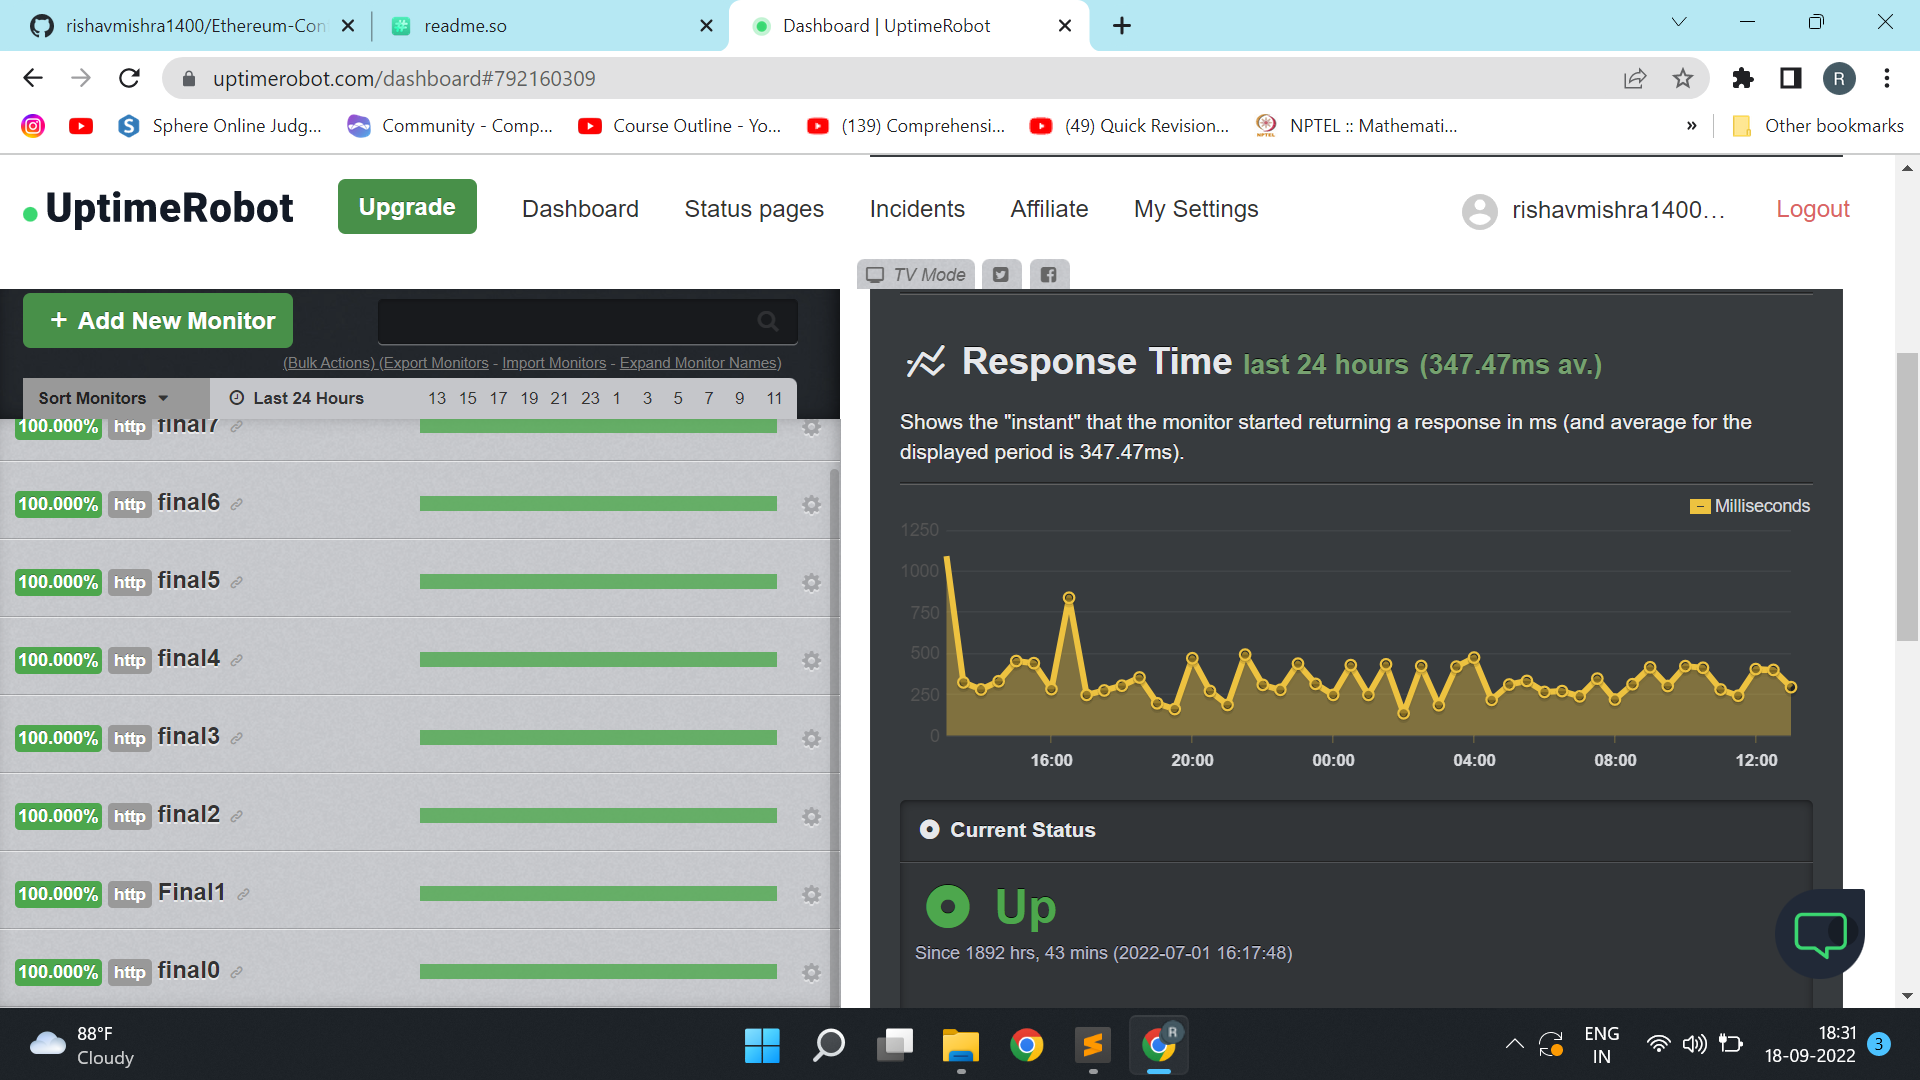 rishavmishra1400/Ethereum-Con
readme.so
Dashboard | UptimeRobot
uptimerobot.com/dashboard#792160309
R
Sphere Online Judg...
Community - Comp...
Course Outline - Yo...
(139) Comprehensi...
(49) Quick Revision...
NPTEL :: Mathemati...
»
Other bookmarks
UptimeRobot
Upgrade
Dashboard
Status pages
Incidents
Affiliate
My Settings
rishavmishra1400...
Logout
TV Mode
+ Add New Monitor
(Bulk Actions) (Export Monitors - Import Monitors - Expand Monitor Names)
Sort Monitors
Last 24 Hours
13 15 17 19 21 23 1 3 5 7 9 11
100.000% http final7
100.000% http final6
100.000% http final5
100.000% http final4
100.000% http final3
100.000% http final2
100.000% http Final1
100.000% http final0
Response Time last 24 hours (347.47ms av.)
Shows the "instant" that the monitor started returning a response in ms (and average for the
displayed period is 347.47ms).
Milliseconds
1250
1000
750
500
250
0
16:00 20:00 00:00 04:00 08:00 12:00
Current Status
Up
Since 1892 hrs, 43 mins (2022-07-01 16:17:48)
88°F
Cloudy
R
ENG
IN
18:31
18-09-2022
3